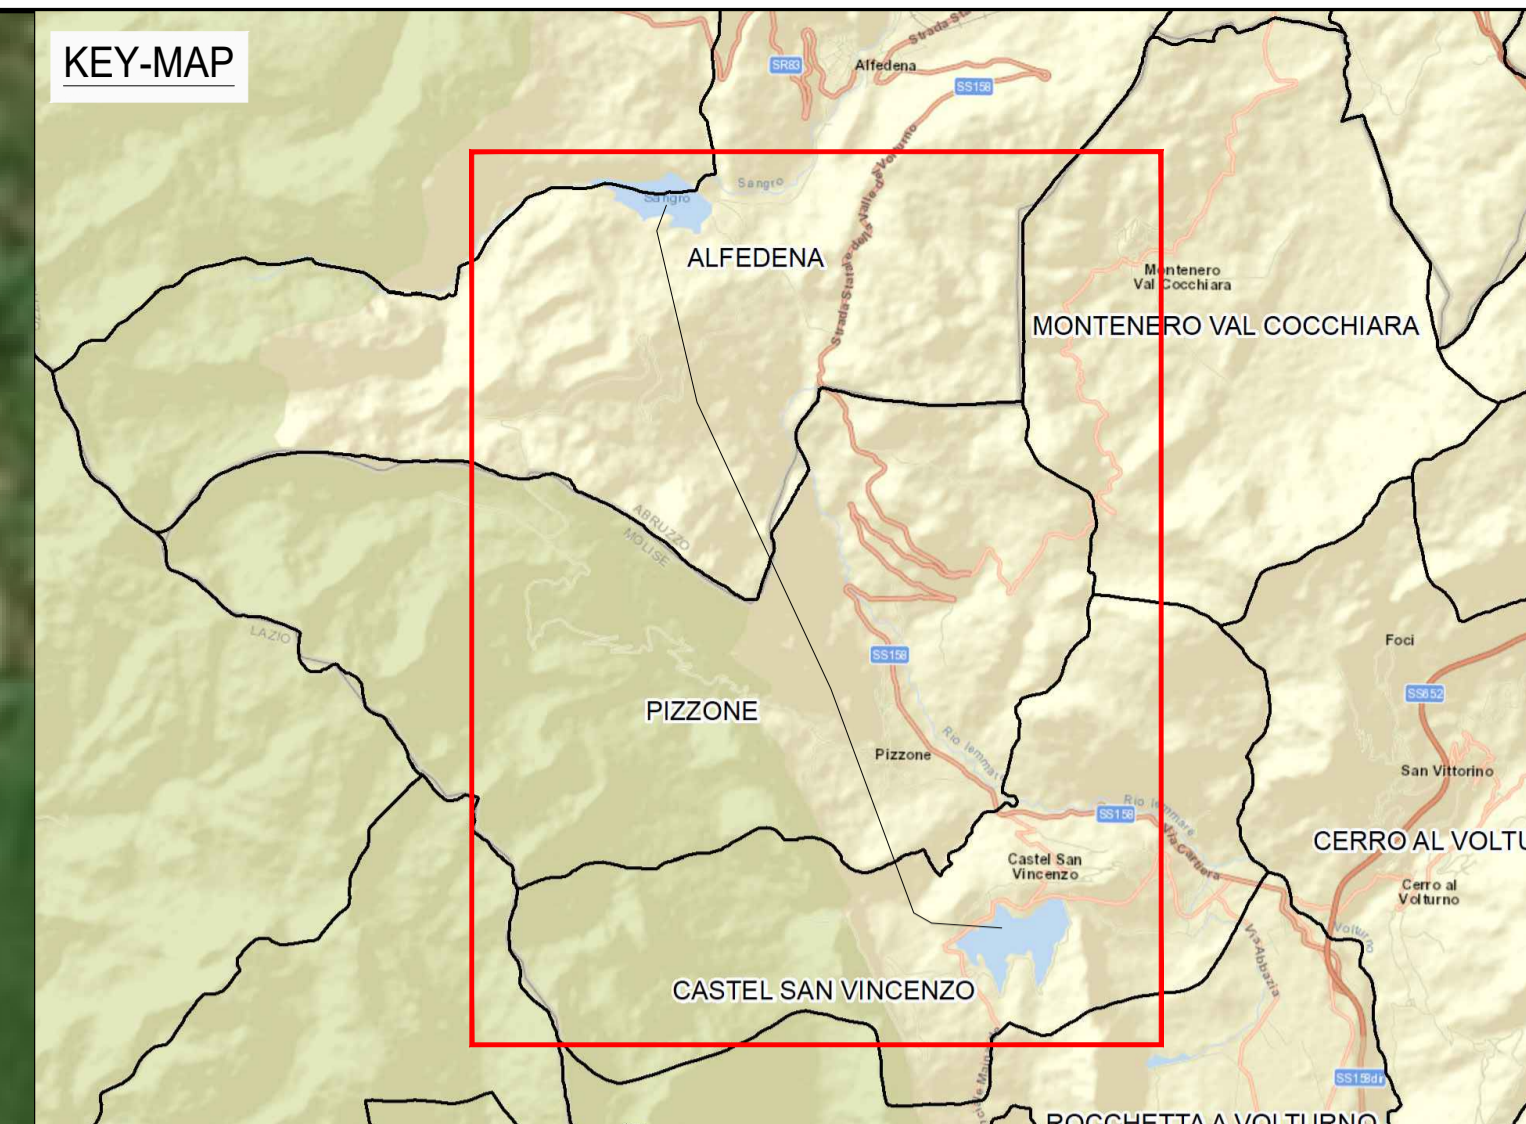 KEY-MAP
SR83
Alfedena
SS158
Strada Statale della Valle del Volturno
Sangro
Sangro
ALFEDENA
Montenero
Val Cocchiara
MONTENERO VAL COCCHIARA
ABRUZZO
MOLISE
LAZIO
Foci
SS158
SS652
PIZZONE
Pizzone
Rio Iemmare
San Vittorino
SS158
Rio Iemmare
Via Cartiera
CERRO AL VOLTU
Castel San
Vincenzo
Cerro al
Volturno
Volturno
Via Abbazia
CASTEL SAN VINCENZO
SS158dir
ROCCHETTA A VOLTURNO